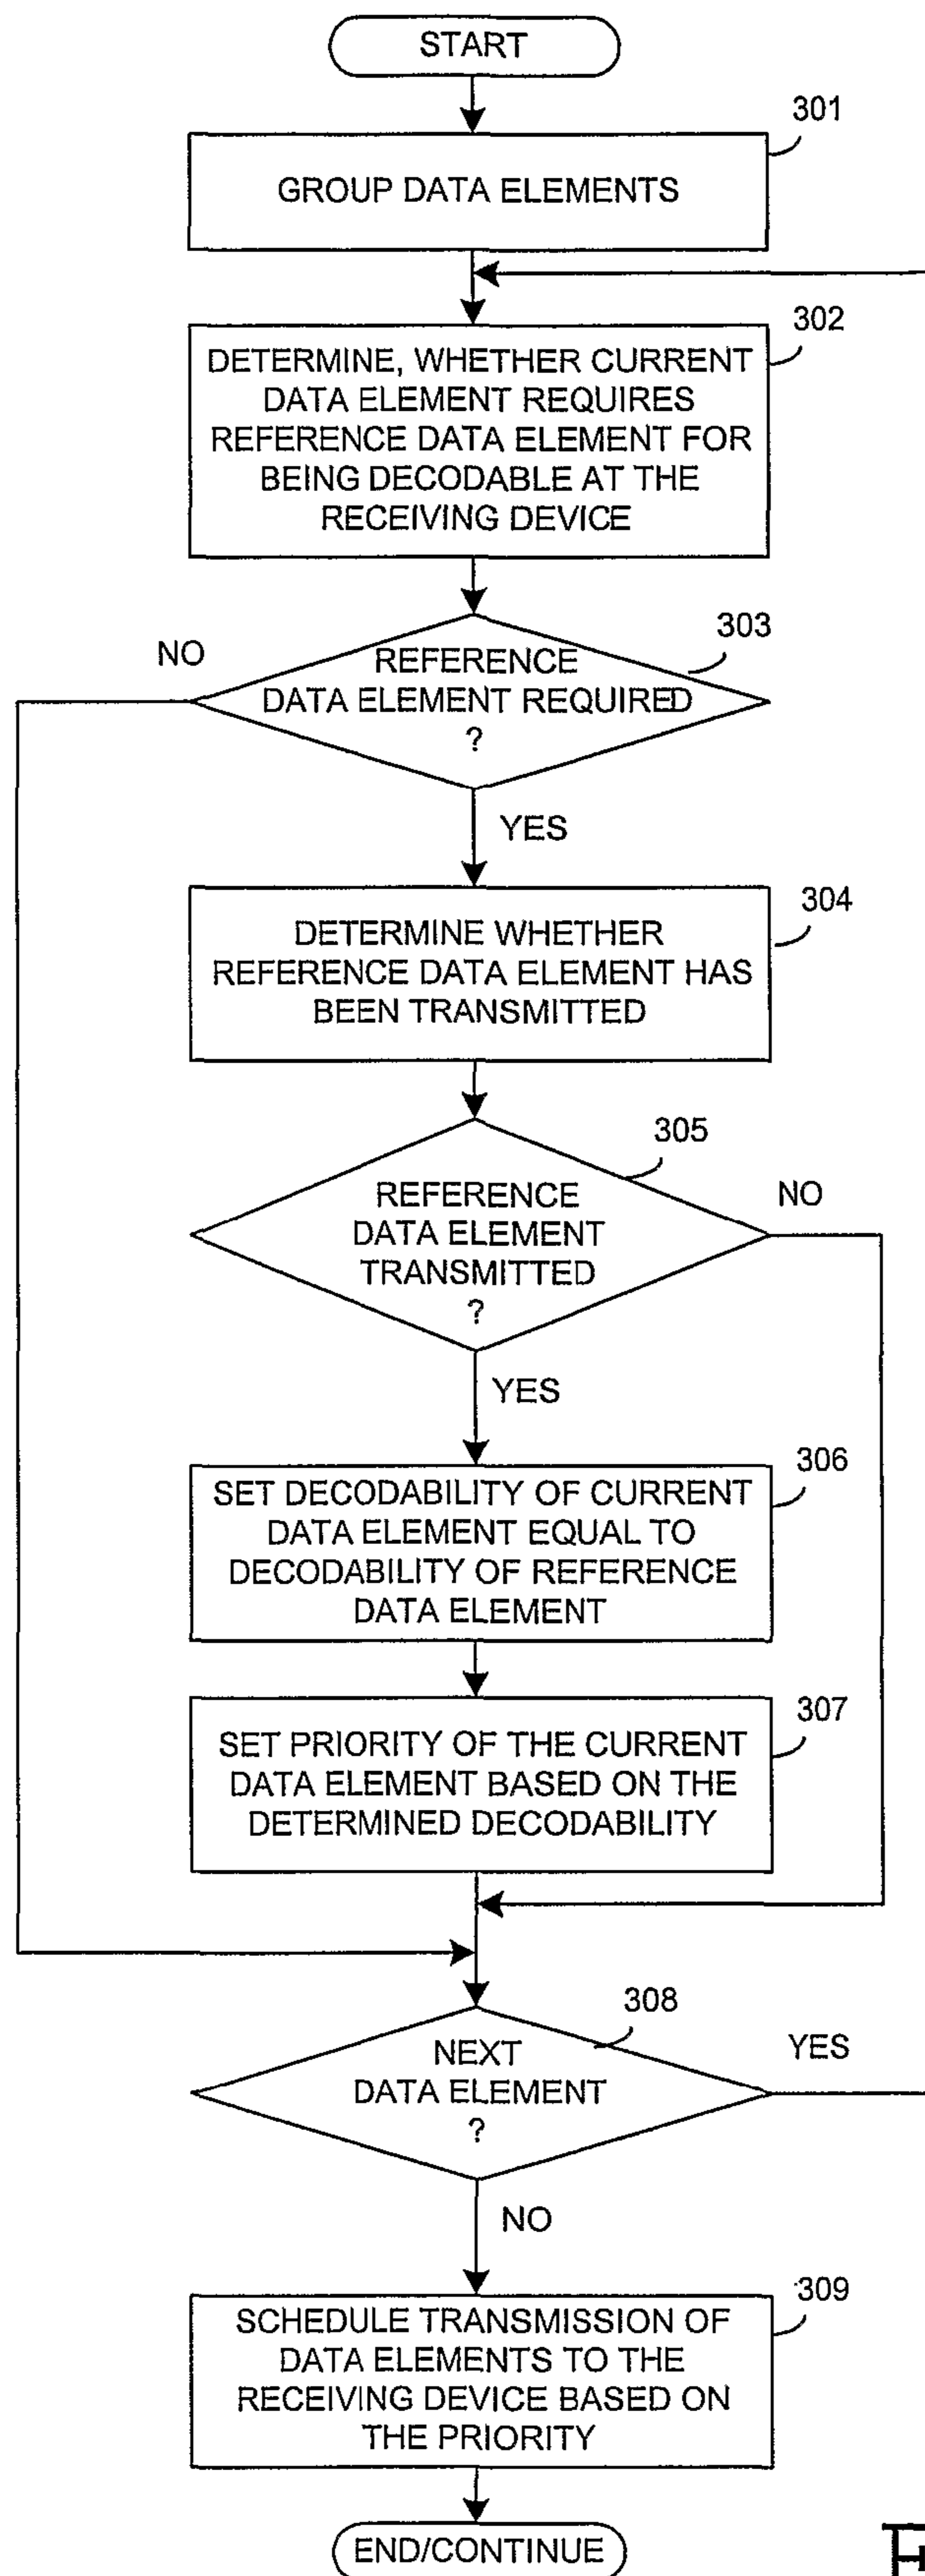 START
301
GROUP DATA ELEMENTS
302
DETERMINE, WHETHER CURRENT
DATA ELEMENT REQUIRES
REFERENCE DATA ELEMENT FOR
BEING DECODABLE AT THE
RECEIVING DEVICE
303
NO
REFERENCE
DATA ELEMENT REQUIRED
?
YES
304
DETERMINE WHETHER
REFERENCE DATA ELEMENT HAS
BEEN TRANSMITTED
305
NO
REFERENCE
DATA ELEMENT
TRANSMITTED
?
YES
306
SET DECODABILITY OF CURRENT
DATA ELEMENT EQUAL TO
DECODABILITY OF REFERENCE
DATA ELEMENT
307
SET PRIORITY OF THE CURRENT
DATA ELEMENT BASED ON THE
DETERMINED DECODABILITY
308
YES
NEXT
DATA ELEMENT
?
NO
309
SCHEDULE TRANSMISSION OF
DATA ELEMENTS TO THE
RECEIVING DEVICE BASED ON
THE PRIORITY
END/CONTINUE